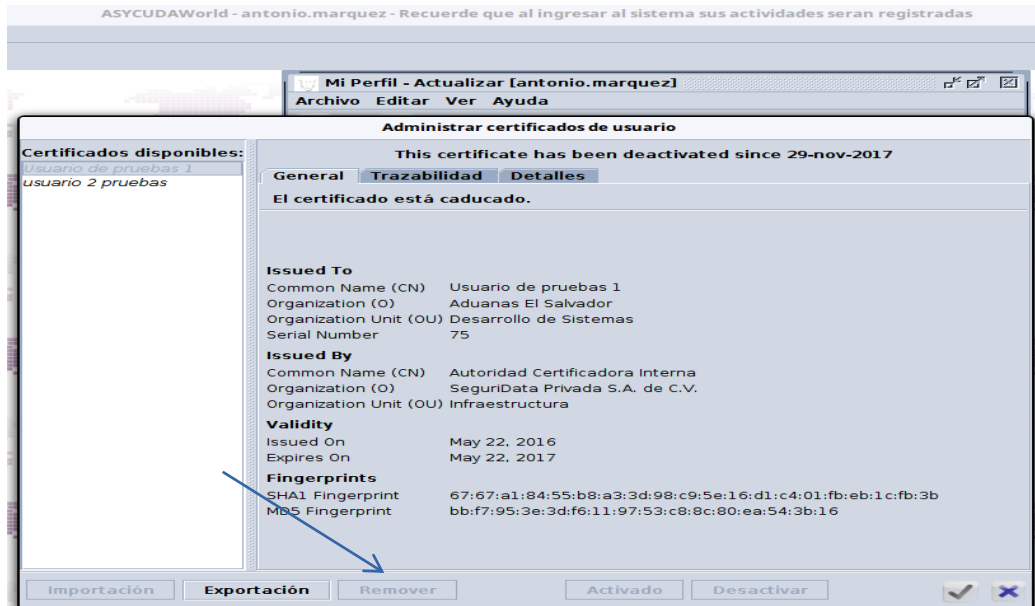 ASYCUDAWorld - antonio.marquez - Recuerde que al ingresar al sistema sus actividades seran registradas
Mi Perfil - Actualizar [antonio.marquez]
Archivo Editar Ver Ayuda
Administrar certificados de usuario
Certificados disponibles:
Usuario de pruebas 1
usuario 2 pruebas
This certificate has been deactivated since 29-nov-2017
General Trazabilidad Detalles
El certificado está caducado.
Issued To
Common Name (CN) Usuario de pruebas 1
Organization (O) Aduanas El Salvador
Organization Unit (OU) Desarrollo de Sistemas
Serial Number 75
Issued By
Common Name (CN) Autoridad Certificadora Interna
Organization (O) SeguriData Privada S.A. de C.V.
Organization Unit (OU) Infraestructura
Validity
Issued On May 22, 2016
Expires On May 22, 2017
Fingerprints
SHA1 Fingerprint 67:67:a1:84:55:b8:a3:3d:98:c9:5e:16:d1:c4:01:fb:eb:1c:fb:3b
MD5 Fingerprint bb:f7:95:3e:3d:f6:11:97:53:c8:8c:80:ea:54:3b:16
Importación Exportación Remover Activado Desactivar